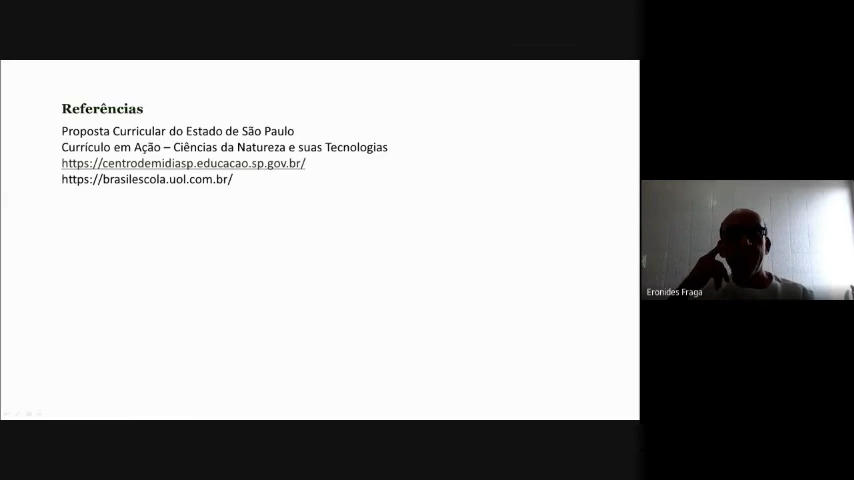 Referências
Proposta Curricular do Estado de São Paulo
Currículo em Ação – Ciências da Natureza e suas Tecnologias
https://centrodemidiasp.educacao.sp.gov.br/
https://brasilescola.uol.com.br/
Eronides Fraga